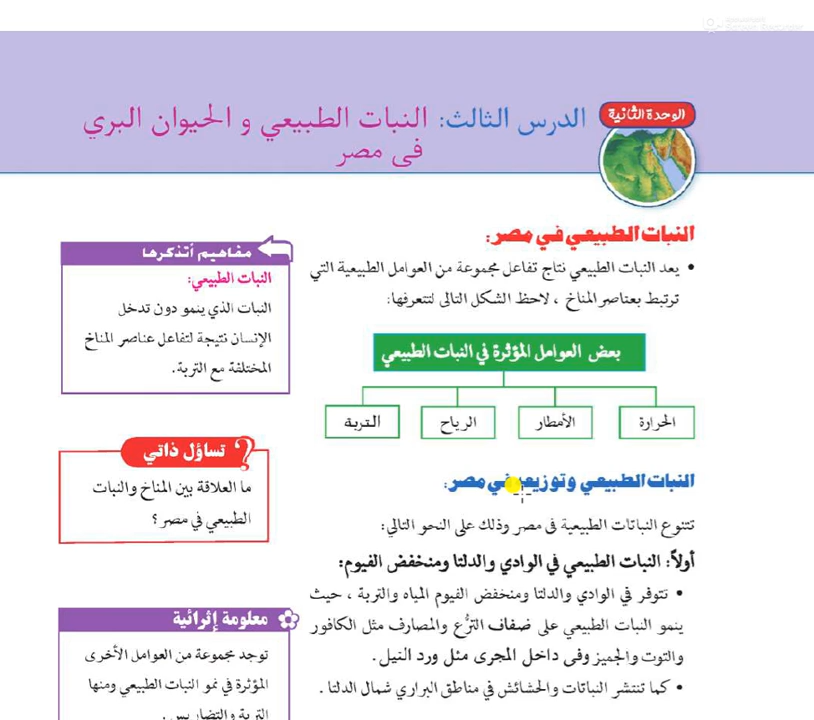 الوحدة الثانية
الدرس الثالث: النبات الطبيعي و الحيوان البري
فى مصر
النبات الطبيعي في مصر:
• يعد النبات الطبيعي نتاج تفاعل مجموعة من العوامل الطبيعية التي
ترتبط بعناصر المناخ ، لاحظ الشكل التالى لتتعرفها:
بعض العوامل المؤثرة في النبات الطبيعي
الحرارة
الأمطار
الرياح
التربة
النبات الطبيعي وتوزيعه في مصر:
تتنوع النباتات الطبيعية فى مصر وذلك على النحو التالي:
أولاً: النبات الطبيعي في الوادي والدلتا ومنخفض الفيوم:
• تتوفر في الوادي والدلتا ومنخفض الفيوم المياه والتربة ، حيث
ينمو النبات الطبيعي على ضفاف الترُّع والمصارف مثل الكافور
والتوت والجميز وفى داخل المجرى مثل ورد النيل .
• كما تنتشر النباتات والحشائش في مناطق البراري شمال الدلتا .
مفاهيم أتذكرها
النبات الطبيعي:
النبات الذي ينمو دون تدخل
الإنسان نتيجة لتفاعل عناصر المناخ
المختلفة مع التربة.
تساؤل ذاتي ?
ما العلاقة بين المناخ والنبات
الطبيعي في مصر؟
معلومة إثرائية
توجد مجموعة من العوامل الأخرى
المؤثرة في نمو النبات الطبيعي ومنها
التربة والتضاريس.